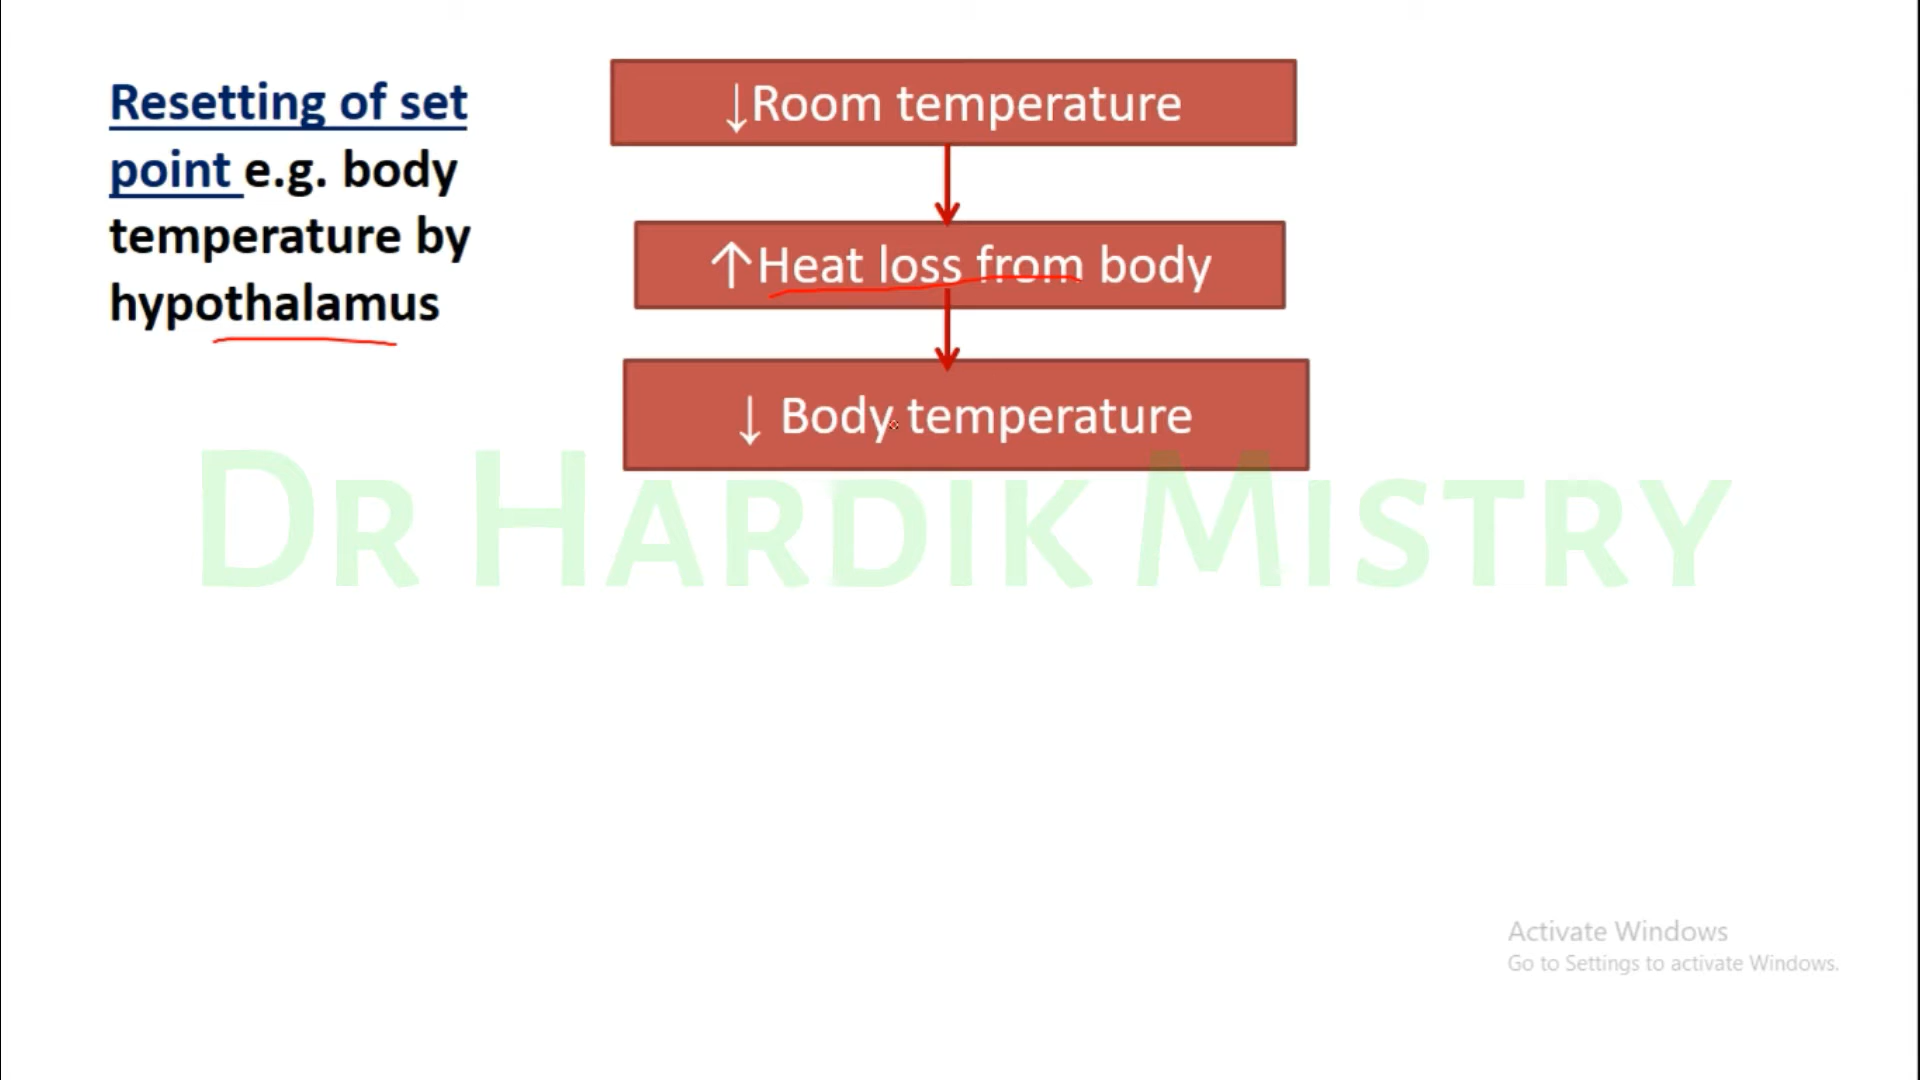 Resetting of set
point e.g. body
temperature by
hypothalamus
↓Room temperature
↑Heat loss from body
↓ Body temperature
DR HARDIK MISTRY
Activate Windows
Go to Settings to activate Windows.